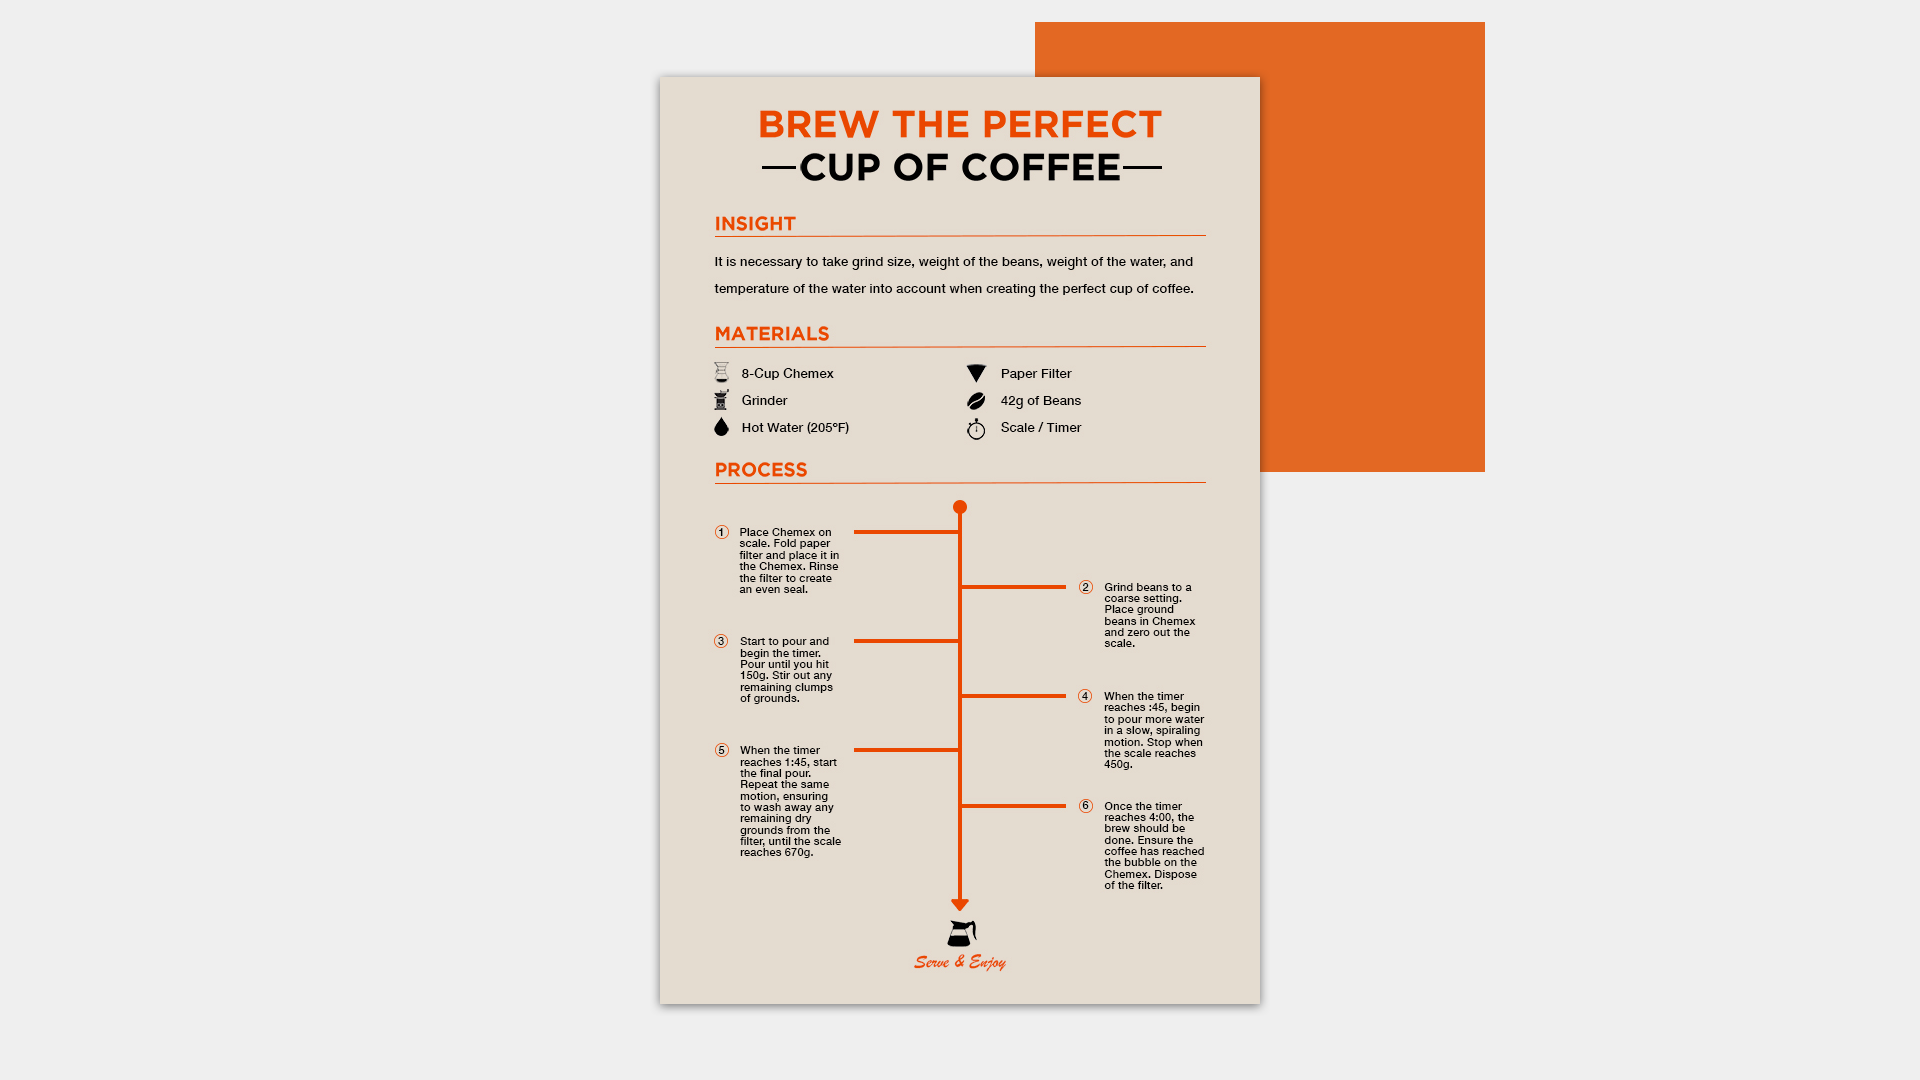 BREW THE PERFECT
CUP OF COFFEE
INSIGHT
It is necessary to take grind size, weight of the beans, weight of the water, and
temperature of the water into account when creating the perfect cup of coffee.
MATERIALS
8-Cup Chemex
Grinder
Hot Water (205ºF)
Paper Filter
42g of Beans
Scale / Timer
PROCESS
1 Place Chemex on
scale. Fold paper
filter and place it in
the Chemex. Rinse
the filter to create
an even seal.
2 Grind beans to a
coarse setting.
Place ground
beans in Chemex
and zero out the
scale.
3 Start to pour and
begin the timer.
Pour until you hit
150g. Stir out any
remaining clumps
of grounds.
4 When the timer
reaches :45, begin
to pour more water
in a slow, spiraling
motion. Stop when
the scale reaches
450g.
5 When the timer
reaches 1:45, start
the final pour.
Repeat the same
motion, ensuring
to wash away any
remaining dry
grounds from the
filter, until the scale
reaches 670g.
6 Once the timer
reaches 4:00, the
brew should be
done. Ensure the
coffee has reached
the bubble on the
Chemex. Dispose
of the filter.
Serve & Enjoy